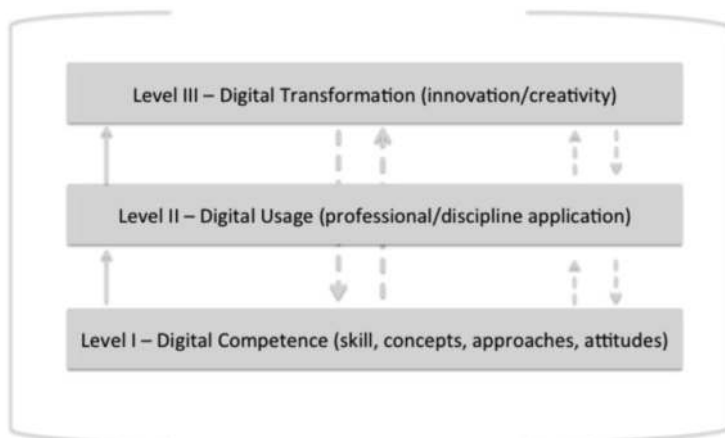 Level III – Digital Transformation (innovation/creativity)
Level II – Digital Usage (professional/discipline application)
Level I – Digital Competence (skill, concepts, approaches, attitudes)